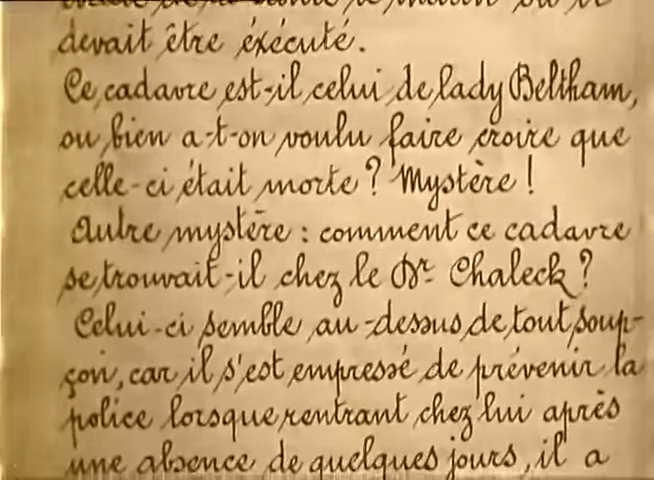 devait être éxécuté.
Ce cadavre est-il celui de lady Beltham,
ou bien a-t-on voulu faire croire que
celle-ci était morte ? Mystère !
Autre mystère : comment ce cadavre
se trouvait-il chez le Dr Chaleck ?
Celui-ci semble au-dessus de tout soup-
çon, car il s'est empressé de prévenir la
police lorsque rentrant chez lui après
une absence de quelques jours, il a